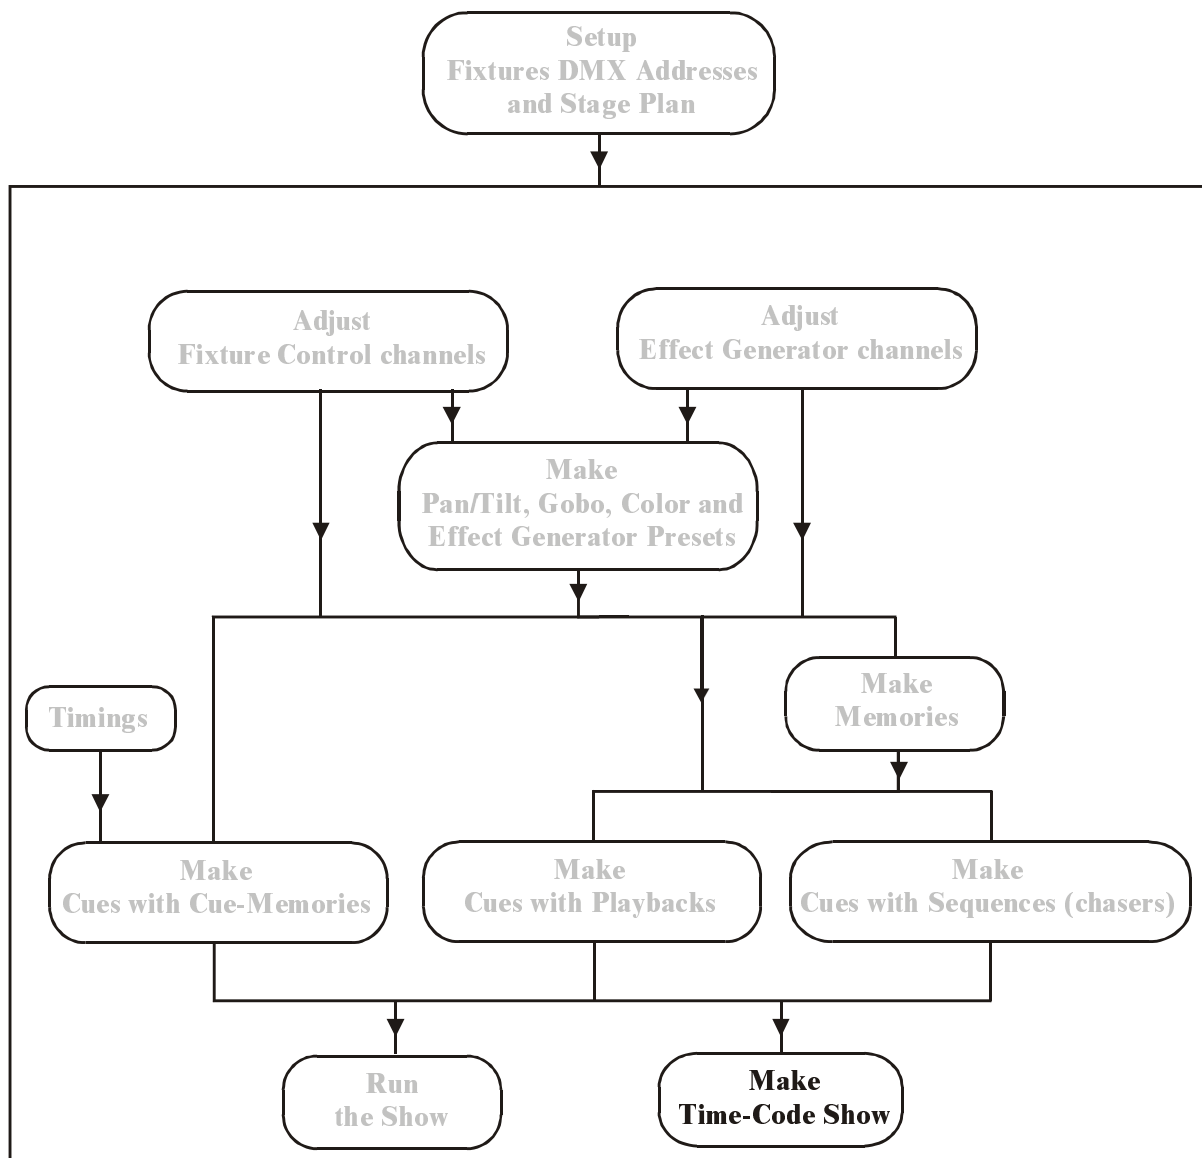 Setup
Fixtures DMX Addresses
and Stage Plan
Adjust
Fixture Control channels
Adjust
Effect Generator channels
Make
Pan/Tilt, Gobo, Color and
Effect Generator Presets
Make
Memories
Timings
Make
Cues with Cue-Memories
Make
Cues with Playbacks
Make
Cues with Sequences (chasers)
Run
the Show
Make
Time-Code Show